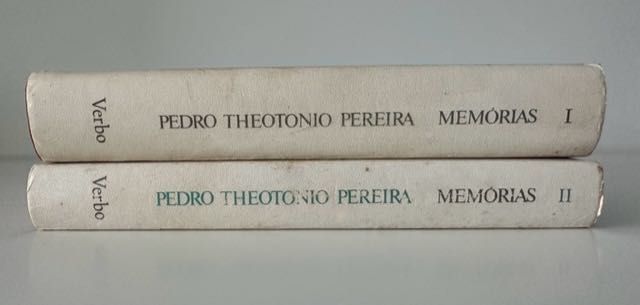 Verbo PEDRO THEOTONIO PEREIRA MEMÓRIAS I
Verbo PEDRO THEOTONIO PEREIRA MEMÓRIAS II